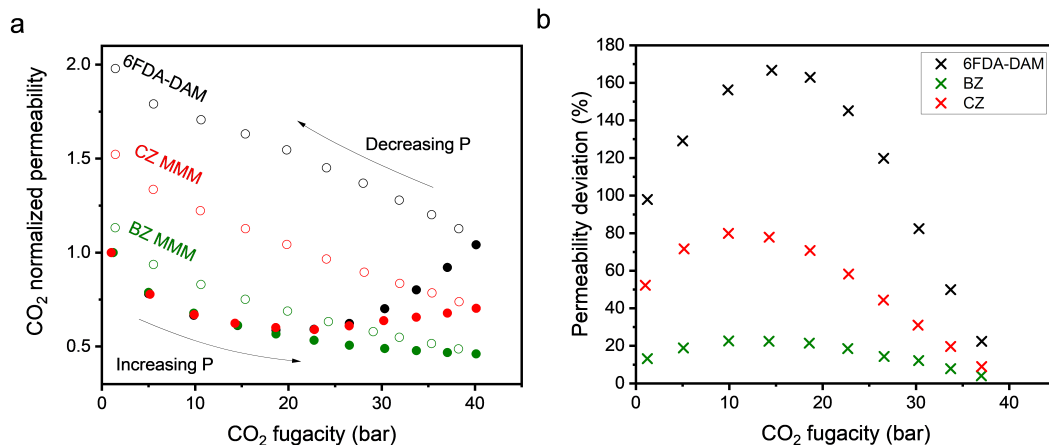 a
CO₂ normalized permeability
2.0
1.5
1.0
0.5
6FDA-DAM
CZ MMM
BZ MMM
Decreasing P
Increasing P
0 10 20 30 40
CO₂ fugacity (bar)
b
Permeability deviation (%)
180
160
140
120
100
80
60
40
20
0
6FDA-DAM
BZ
CZ
0 10 20 30 40
CO₂ fugacity (bar)